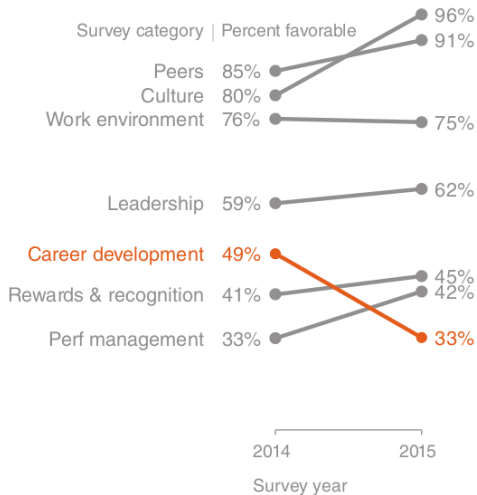 Survey category | Percent favorable
96%
91%
Peers 85%
Culture 80%
Work environment 76% 75%
Leadership 59% 62%
Career development 49%
Rewards & recognition 41% 45%
42%
Perf management 33% 33%
2014 2015
Survey year